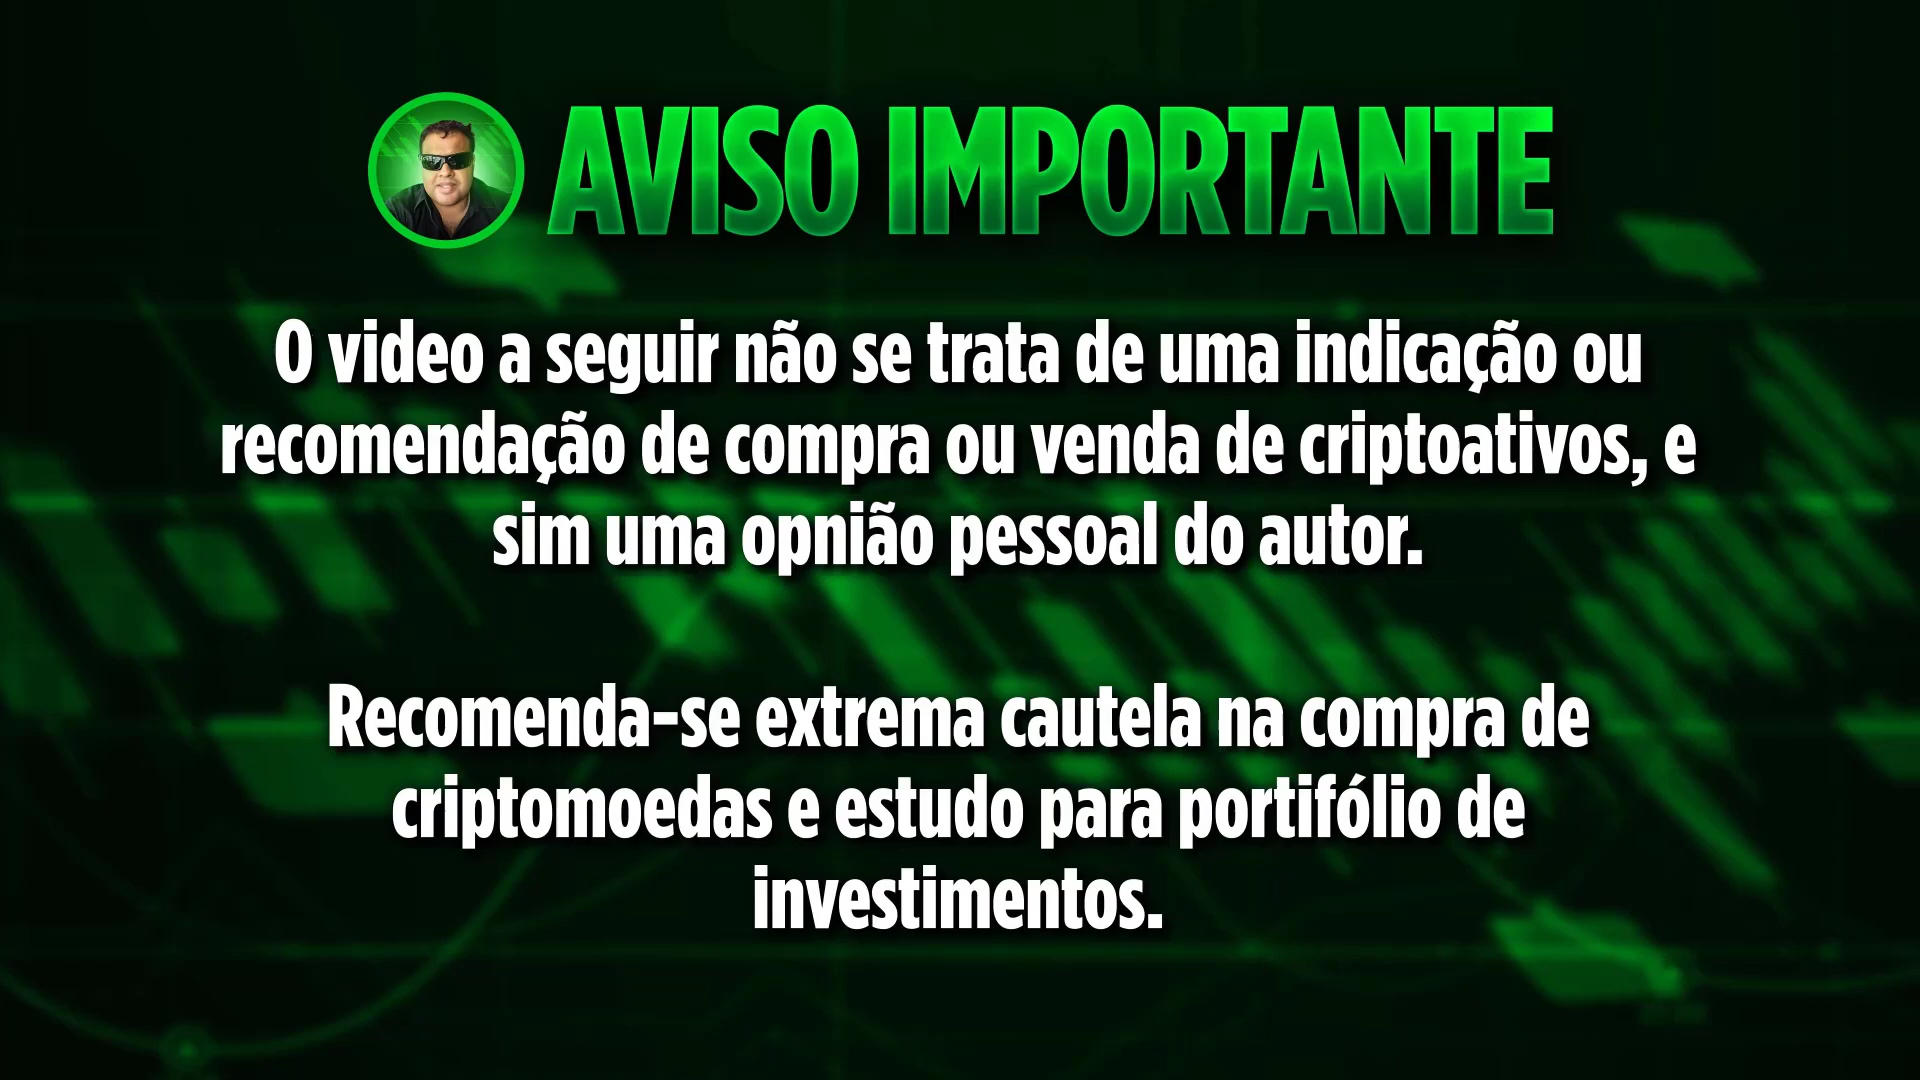 AVISO IMPORTANTE
O video a seguir não se trata de uma indicação ou
recomendação de compra ou venda de criptoativos, e
sim uma opnião pessoal do autor.
Recomenda-se extrema cautela na compra de
criptomoedas e estudo para portifólio de
investimentos.